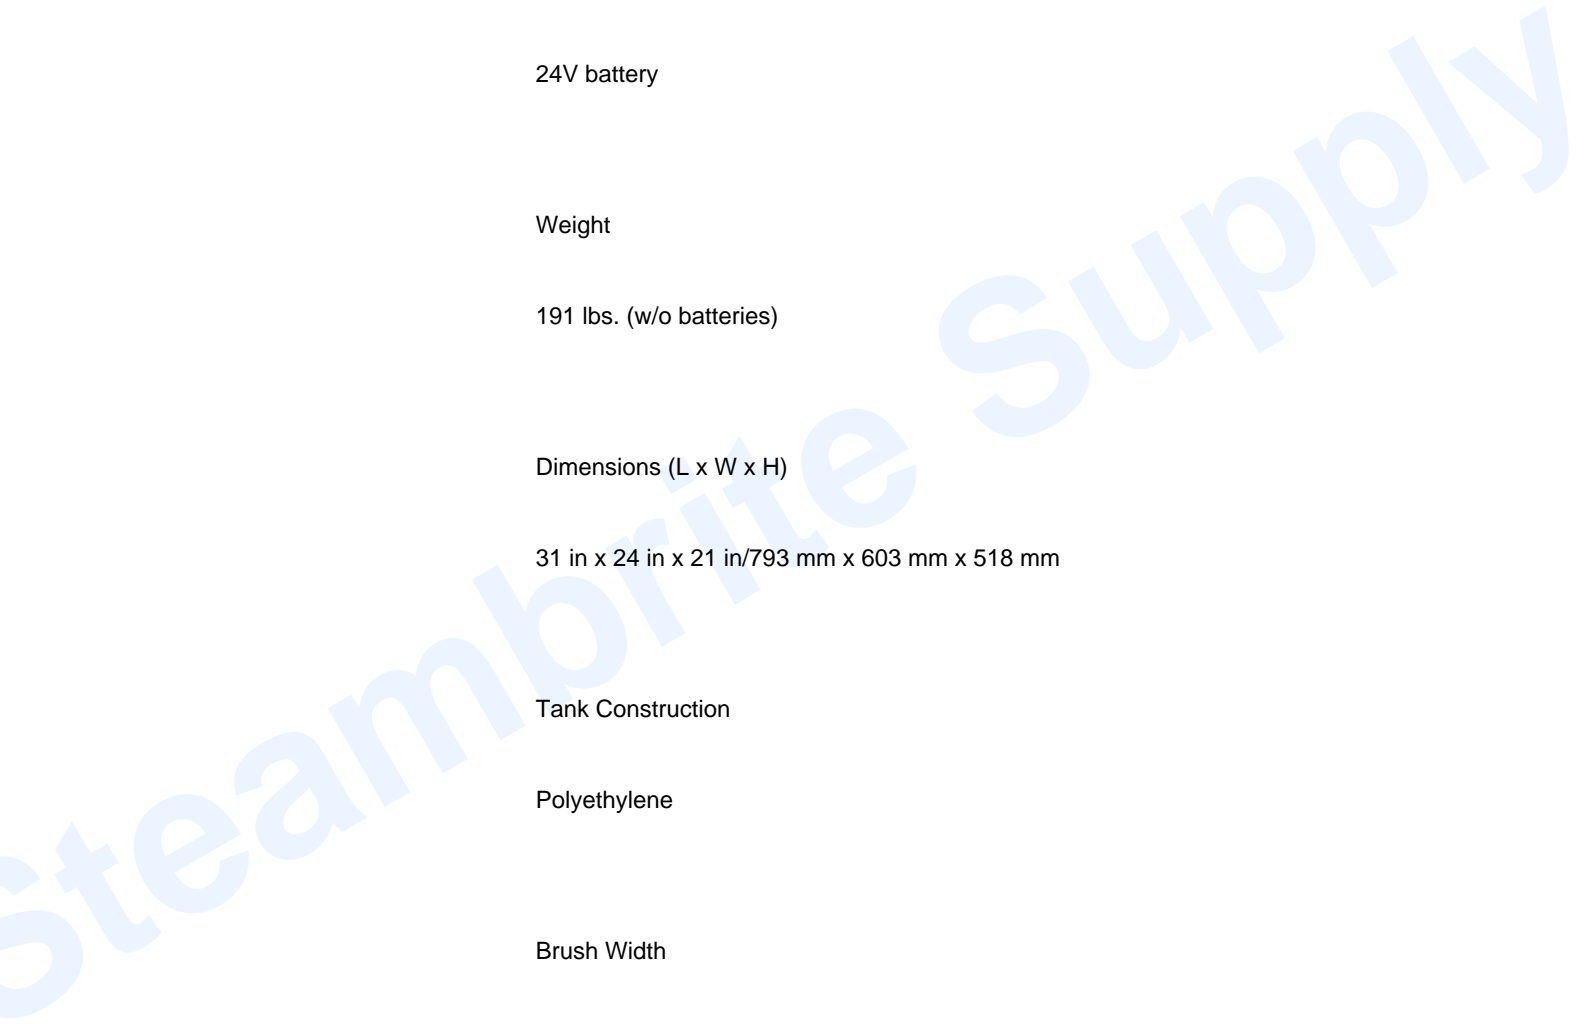 24V battery
Weight
191 lbs. (w/o batteries)
Dimensions (L x W x H)
31 in x 24 in x 21 in/793 mm x 603 mm x 518 mm
Tank Construction
Polyethylene
Brush Width
Steambrite Supply